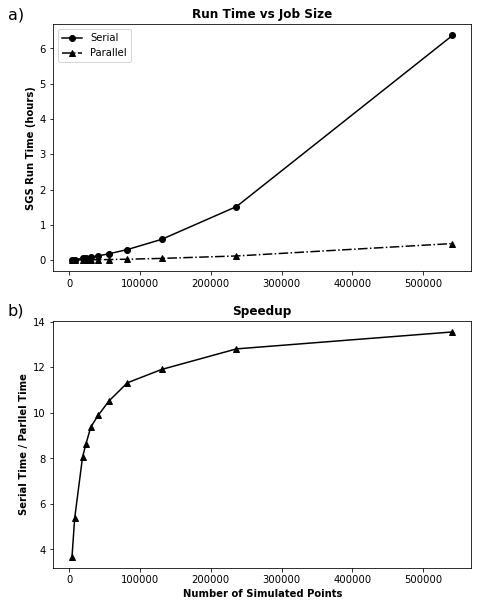 a)
Run Time vs Job Size
Serial
Parallel
SGS Run Time (hours)
6
5
4
3
2
1
0
0 100000 200000 300000 400000 500000
b)
Speedup
Serial Time / Parllel Time
14
12
10
8
6
4
0 100000 200000 300000 400000 500000
Number of Simulated Points